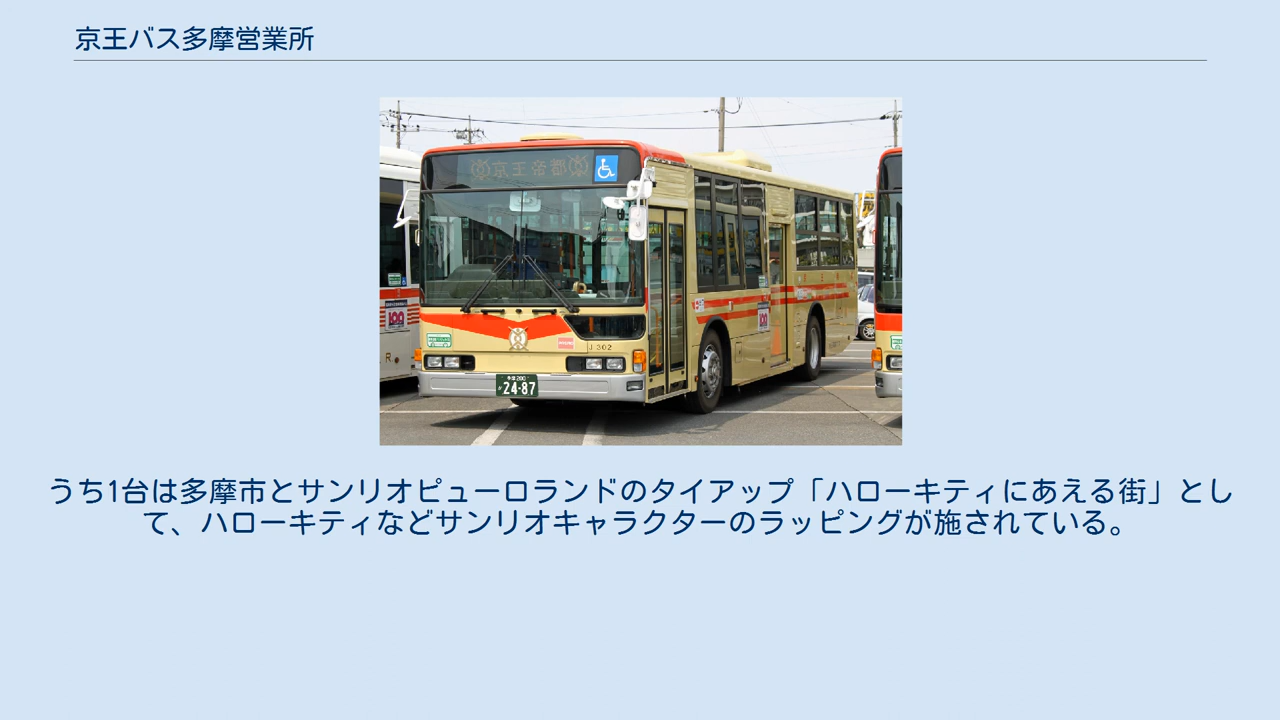 京王バス多摩営業所
京王帝都
J-302
24-87
うち1台は多摩市とサンリオピューロランドのタイアップ「ハローキティにあえる街」とし
て、ハローキティなどサンリオキャラクターのラッピングが施されている。